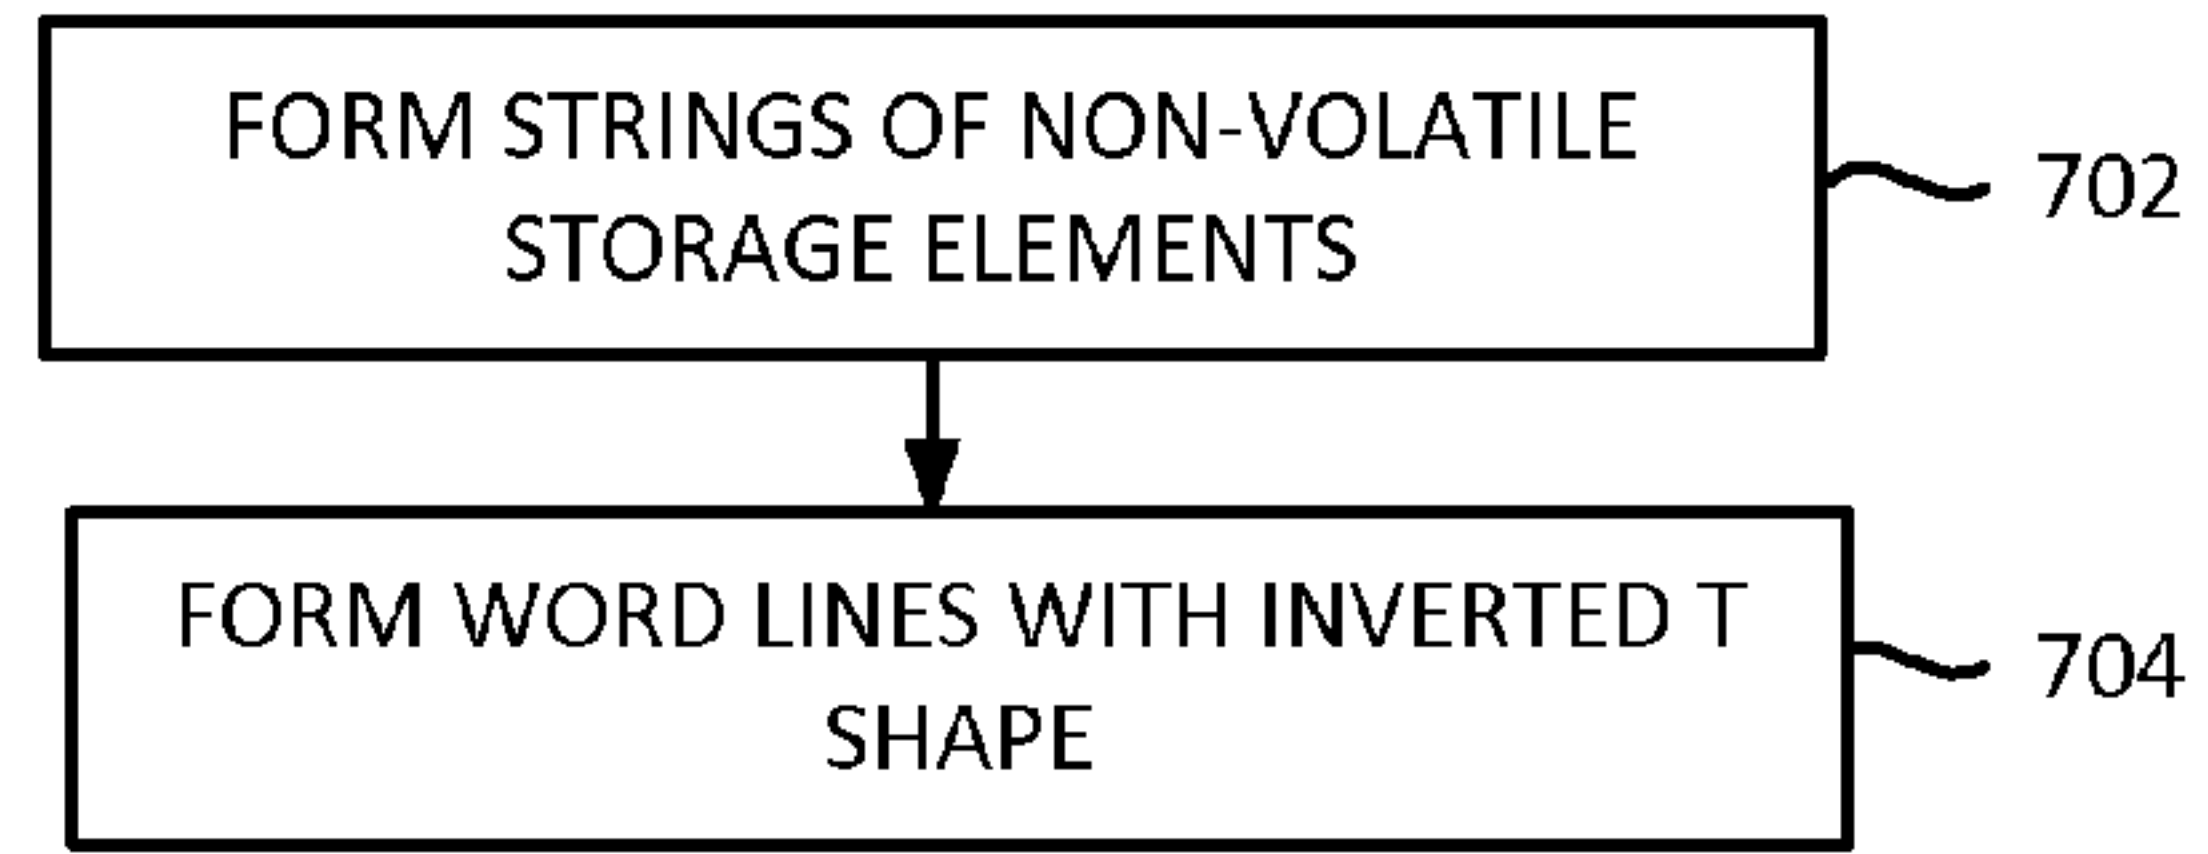 FORM STRINGS OF NON-VOLATILE
STORAGE ELEMENTS
702
FORM WORD LINES WITH INVERTED T
SHAPE
704